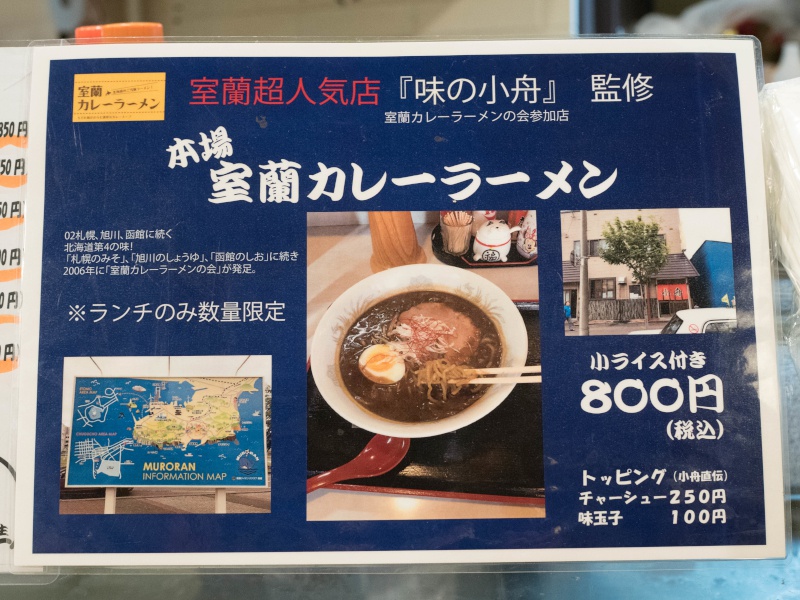 室蘭
カレーラーメン
室蘭超人気店『味の小舟』 監修
室蘭カレーラーメンの会参加店
本場
室蘭カレーラーメン
02札幌、旭川、函館に続く
北海道第4の味!
「札幌のみそ」、「旭川のしょうゆ」、「函館のしお」に続き
2006年に「室蘭カレーラーメンの会」が発足。
※ランチのみ数量限定
MURORAN
INFORMATION MAP
小ライス付き
800円
(税込)
トッピング(小舟直伝)
チャーシュー250円
味玉子 100円
350円
50円